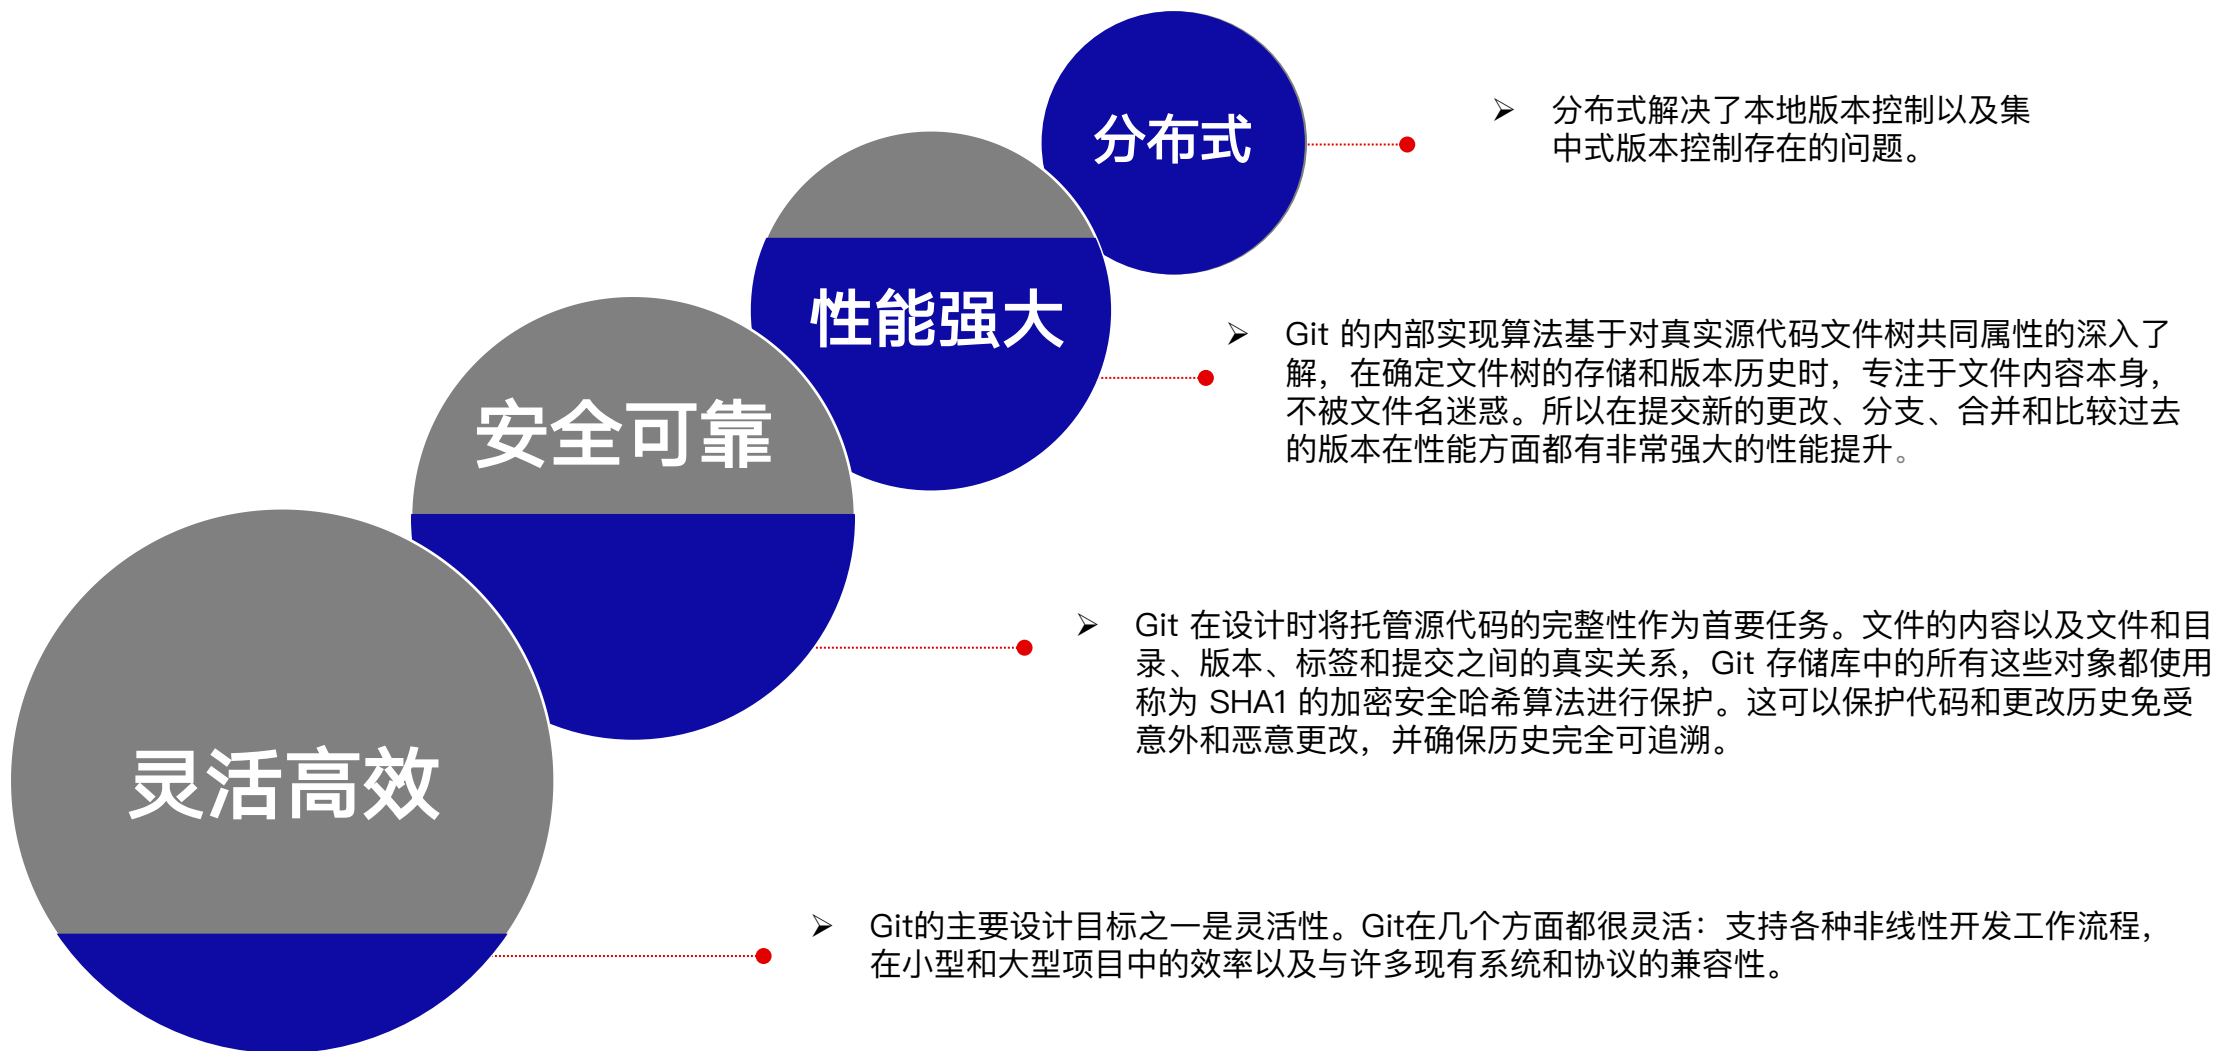 分布式
➢ 分布式解决了本地版本控制以及集
中式版本控制存在的问题。
性能强大
➢ Git 的内部实现算法基于对真实源代码文件树共同属性的深入了
解，在确定文件树的存储和版本历史时，专注于文件内容本身，
不被文件名迷惑。所以在提交新的更改、分支、合并和比较过去
的版本在性能方面都有非常强大的性能提升。
安全可靠
➢ Git 在设计时将托管源代码的完整性作为首要任务。文件的内容以及文件和目
录、版本、标签和提交之间的真实关系，Git 存储库中的所有这些对象都使用
称为 SHA1 的加密安全哈希算法进行保护。这可以保护代码和更改历史免受
意外和恶意更改，并确保历史完全可追溯。
灵活高效
➢ Git的主要设计目标之一是灵活性。Git在几个方面都很灵活：支持各种非线性开发工作流程，
在小型和大型项目中的效率以及与许多现有系统和协议的兼容性。